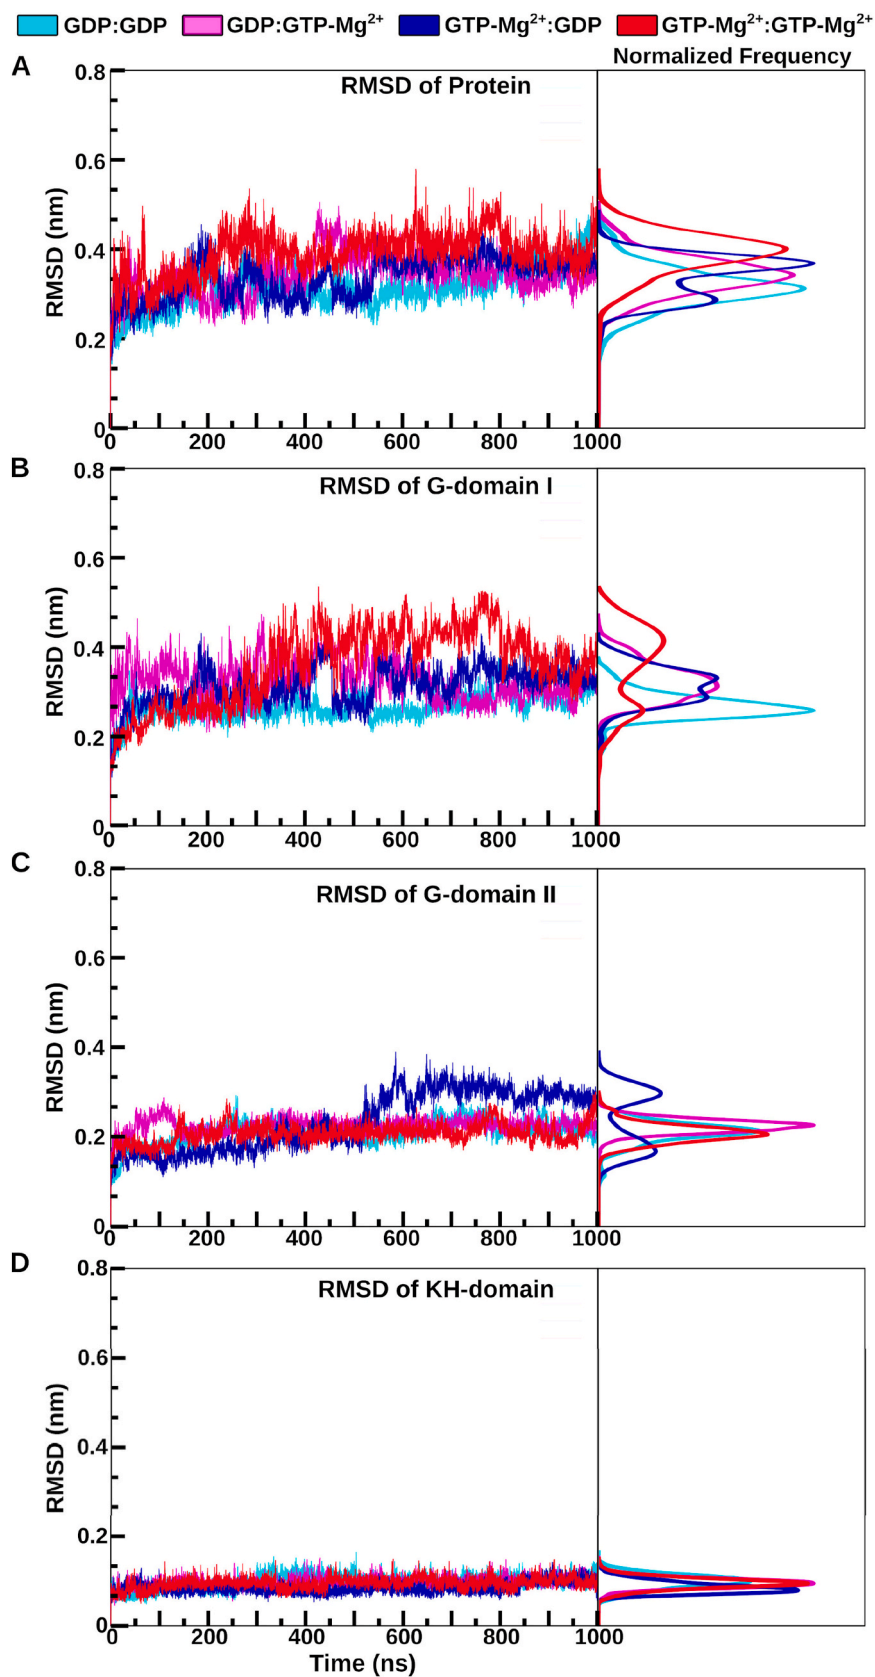 GDP:GDP GDP:GTP-Mg²⁺ GTP-Mg²⁺:GDP GTP-Mg²⁺:GTP-Mg²⁺
Normalized Frequency
A
RMSD of Protein
RMSD (nm)
0.8
0.6
0.4
0.2
0
0 200 400 600 800 1000
B
RMSD of G-domain I
RMSD (nm)
0.8
0.6
0.4
0.2
0
0 200 400 600 800 1000
C
RMSD of G-domain II
RMSD (nm)
0.8
0.6
0.4
0.2
0
0 200 400 600 800 1000
D
RMSD of KH-domain
RMSD (nm)
0.8
0.6
0.4
0.2
0
0 200 400 600 800 1000
Time (ns)